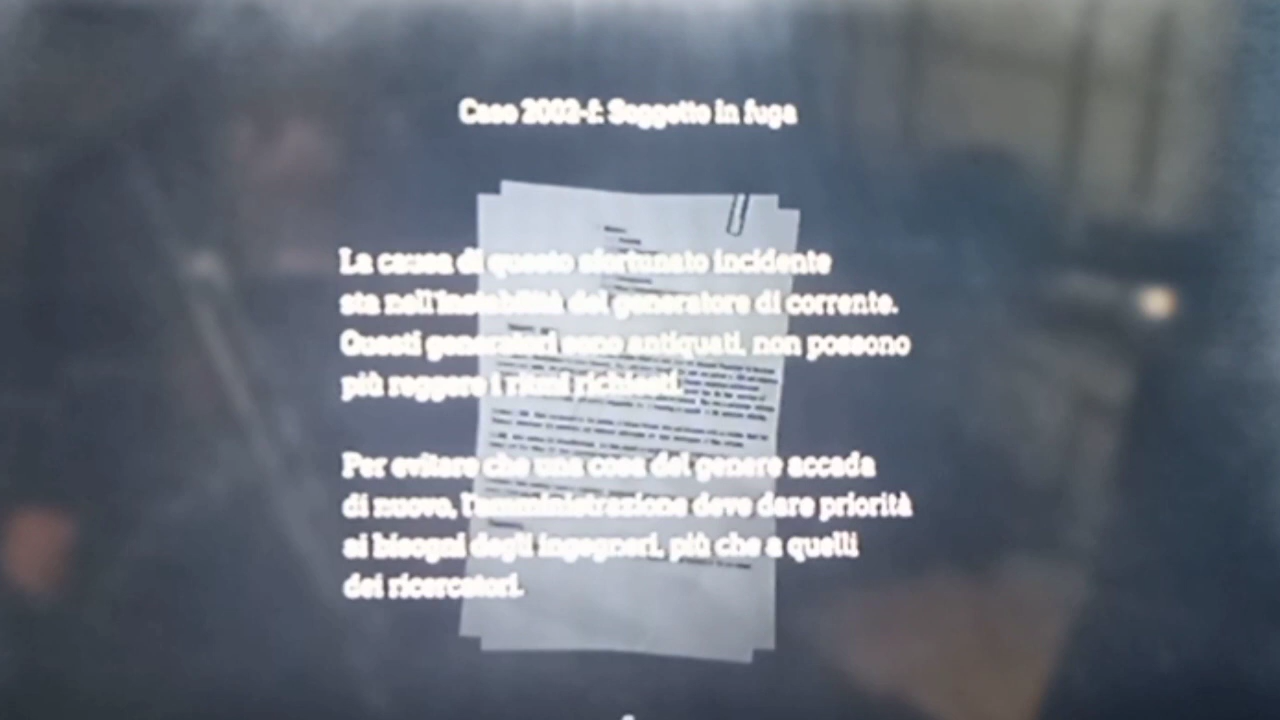 Caso 2002-f: Soggetto in fuga
La causa di questo sfortunato incidente
sta nell'instabilità del generatore di corrente.
Questi generatori sono antiquati, non possono
più reggere i ritmi richiesti.
Per evitare che una cosa del genere accada
di nuovo, l'amministrazione deve dare priorità
ai bisogni degli ingegneri, più che a quelli
dei ricercatori.